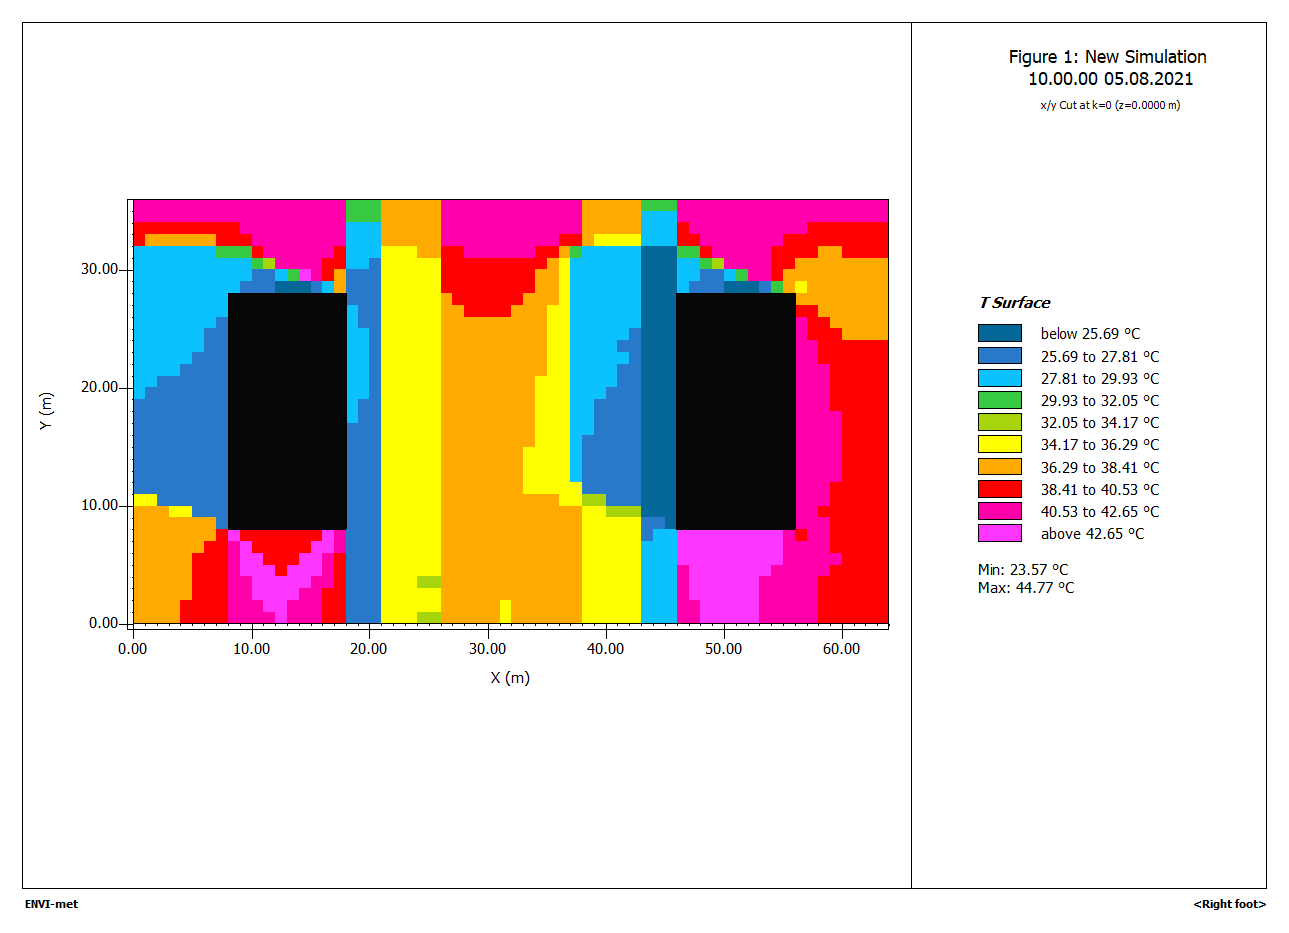 Figure 1: New Simulation
10.00.00 05.08.2021
x/y Cut at k=0 (z=0.0000 m)
30.00
20.00
10.00
0.00
Y (m)
0.00 10.00 20.00 30.00 40.00 50.00 60.00
X (m)
T Surface
below 25.69 °C
25.69 to 27.81 °C
27.81 to 29.93 °C
29.93 to 32.05 °C
32.05 to 34.17 °C
34.17 to 36.29 °C
36.29 to 38.41 °C
38.41 to 40.53 °C
40.53 to 42.65 °C
above 42.65 °C
Min: 23.57 °C
Max: 44.77 °C
ENVI-met
<Right foot>